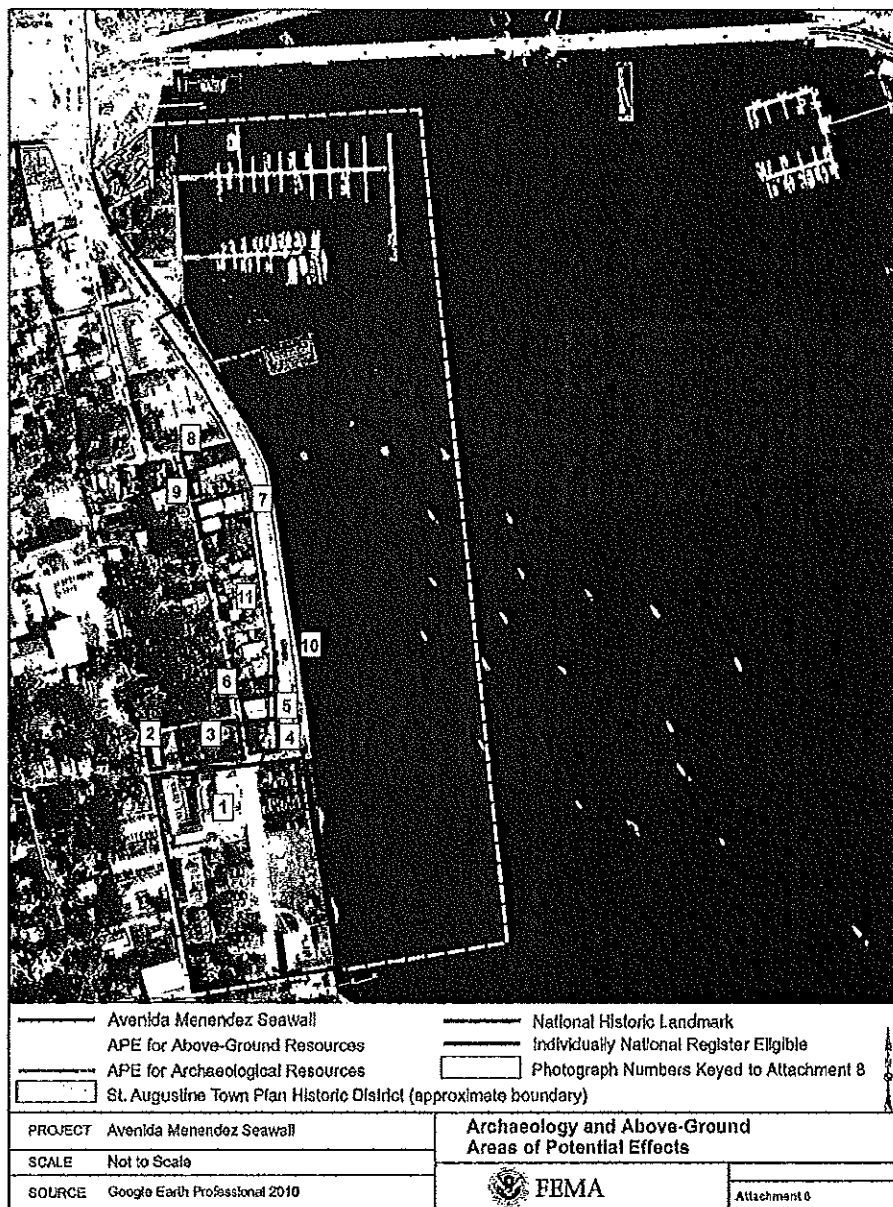 8
9
7
11
10
6
5
2
3
4
1
Avenida Menendez Seawall
APE for Above-Ground Resources
APE for Archaeological Resources
St. Augustine Town Plan Historic District (approximate boundary)
National Historic Landmark
Individually National Register Eligible
Photograph Numbers Keyed to Attachment 8
PROJECT Avenida Menendez Seawall
SCALE Not to Scale
SOURCE Google Earth Professional 2010
Archaeology and Above-Ground
Areas of Potential Effects
FEMA
Attachment 6